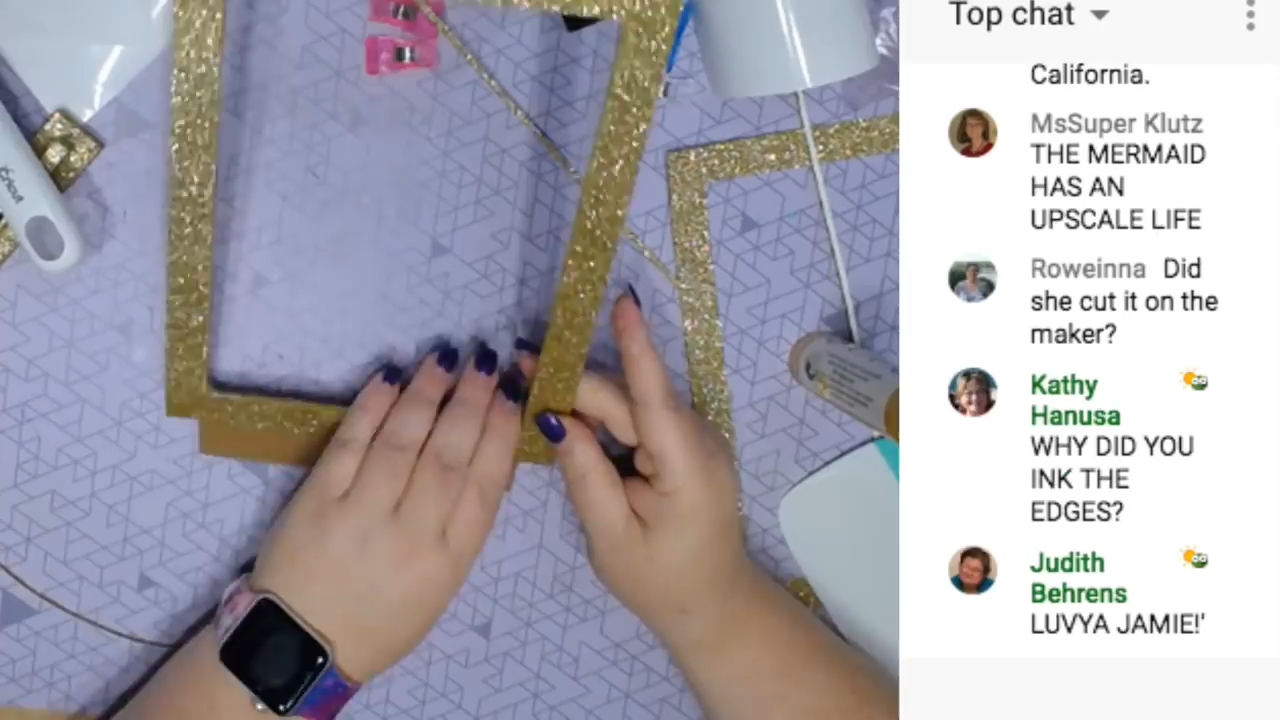 Top chat
California.
MsSuper Klutz
THE MERMAID
HAS AN
UPSCALE LIFE
Roweinna Did
she cut it on the
maker?
Kathy
Hanusa
WHY DID YOU
INK THE
EDGES?
Judith
Behrens
LUVYA JAMIE!'
cricut